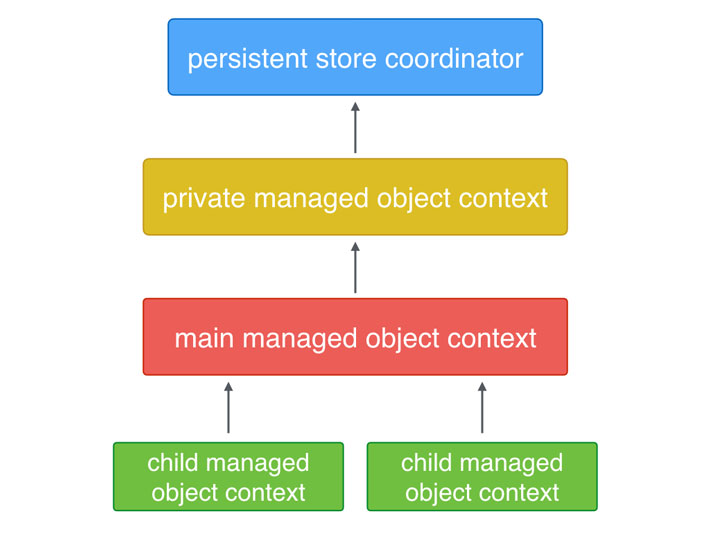 persistent store coordinator
private managed object context
main managed object context
child managed
object context
child managed
object context